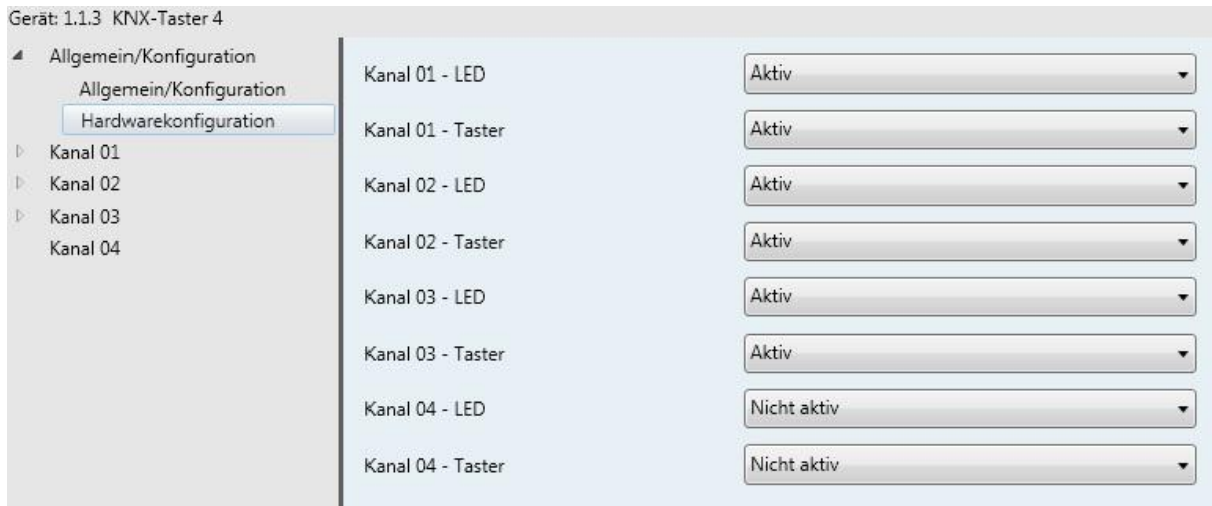 Gerät: 1.1.3 KNX-Taster 4
Allgemein/Konfiguration
Allgemein/Konfiguration
Hardwarekonfiguration
Kanal 01
Kanal 02
Kanal 03
Kanal 04
Kanal 01 - LED Aktiv
Kanal 01 - Taster Aktiv
Kanal 02 - LED Aktiv
Kanal 02 - Taster Aktiv
Kanal 03 - LED Aktiv
Kanal 03 - Taster Aktiv
Kanal 04 - LED Nicht aktiv
Kanal 04 - Taster Nicht aktiv